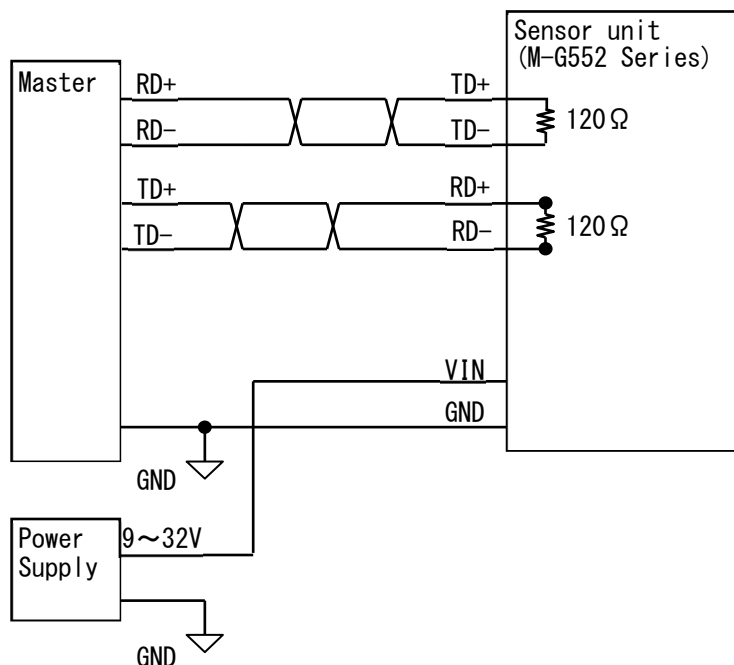 Sensor unit
(M-G552 Series)
Master
RD+
TD+
RD-
TD-
120Ω
TD+
RD+
TD-
RD-
120Ω
VIN
GND
GND
Power
Supply
9～32V
GND